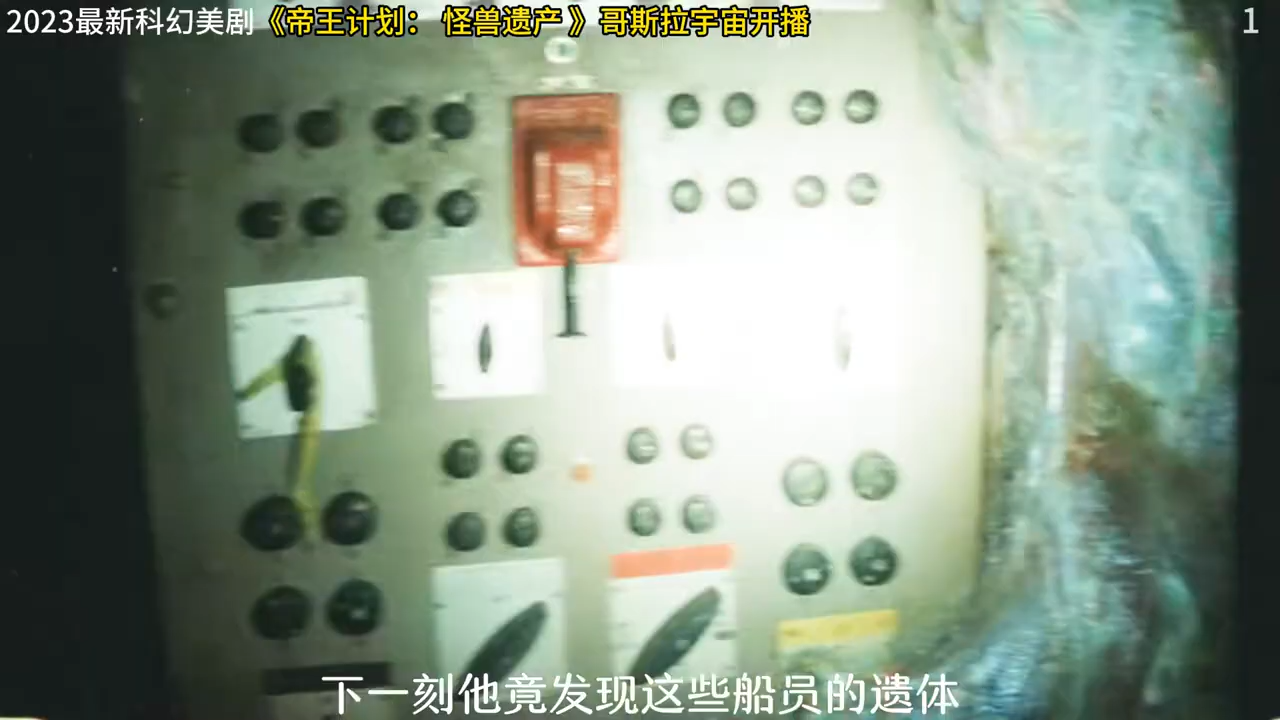 2023最新科幻美剧《帝王计划：怪兽遗产》哥斯拉宇宙开播
1
下一刻他竟发现这些船员的遗体